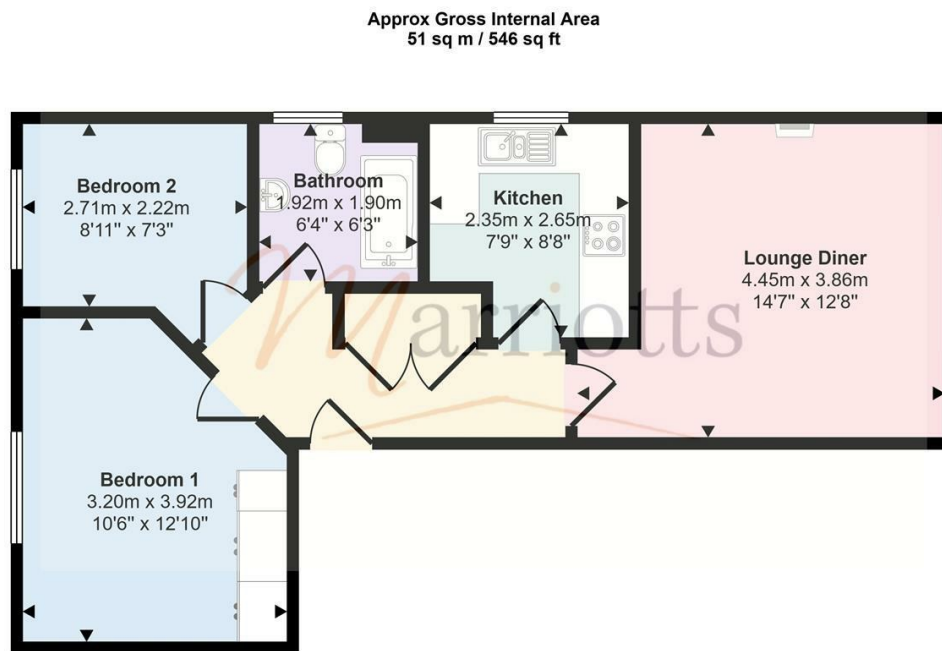 Approx Gross Internal Area
51 sq m / 546 sq ft
Bedroom 2
2.71m x 2.22m
8'11" x 7'3"
Bathroom
1.92m x 1.90m
6'4" x 6'3"
Kitchen
2.35m x 2.65m
7'9" x 8'8"
Lounge Diner
4.45m x 3.86m
14'7" x 12'8"
Marriotts
Bedroom 1
3.20m x 3.92m
10'6" x 12'10"